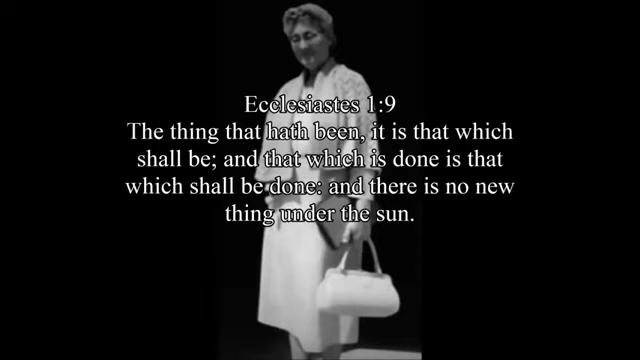 Ecclesiastes 1:9
The thing that hath been, it is that which
shall be; and that which is done is that
which shall be done: and there is no new
thing under the sun.